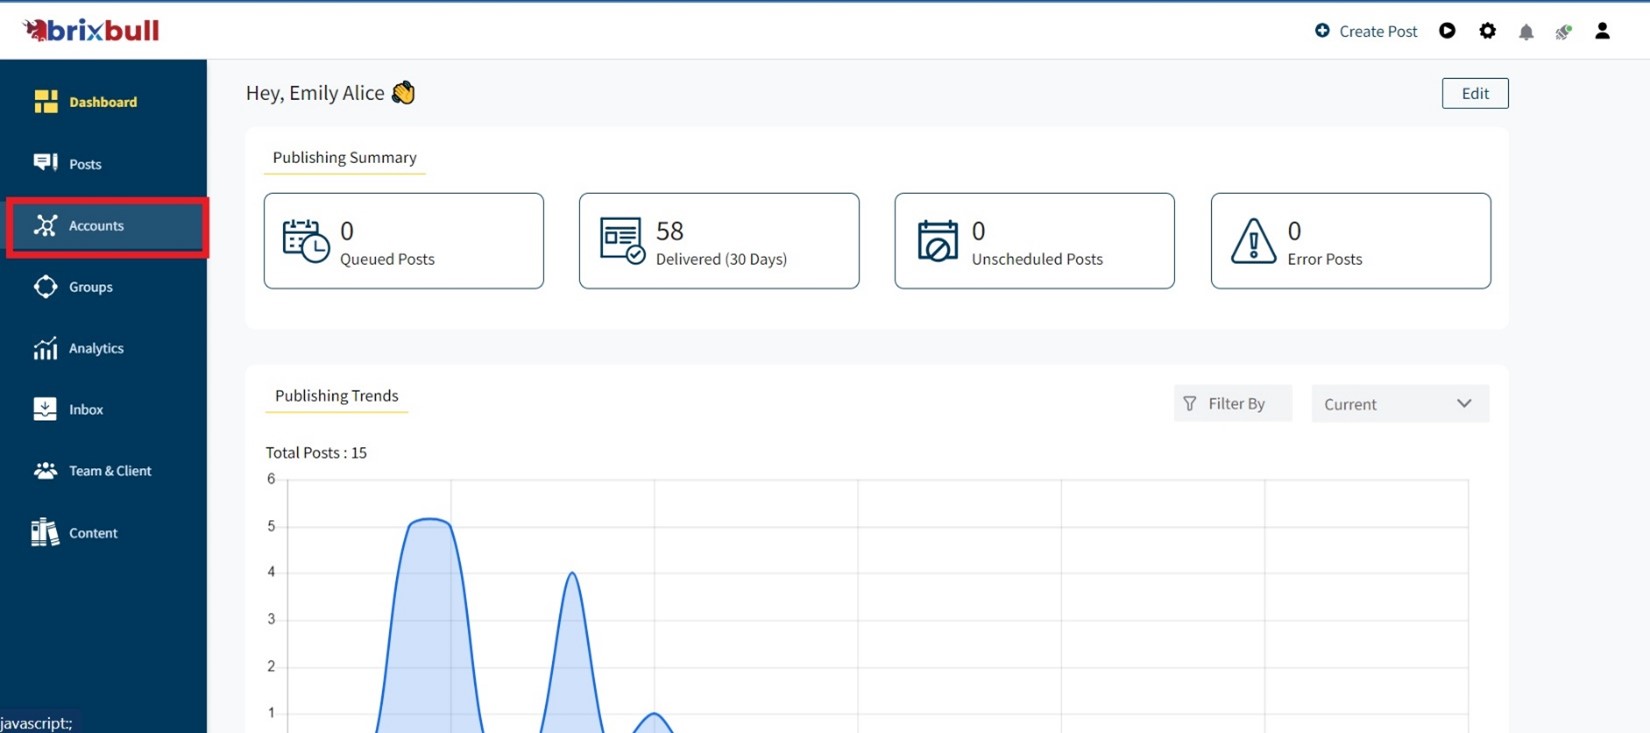 brixbull
Create Post
Dashboard
Posts
Accounts
Groups
Analytics
Inbox
Team & Client
Content
javascript:;
Hey, Emily Alice 👏
Edit
Publishing Summary
0
Queued Posts
58
Delivered (30 Days)
0
Unscheduled Posts
0
Error Posts
Publishing Trends
Filter By
Current
Total Posts : 15
6
5
4
3
2
1